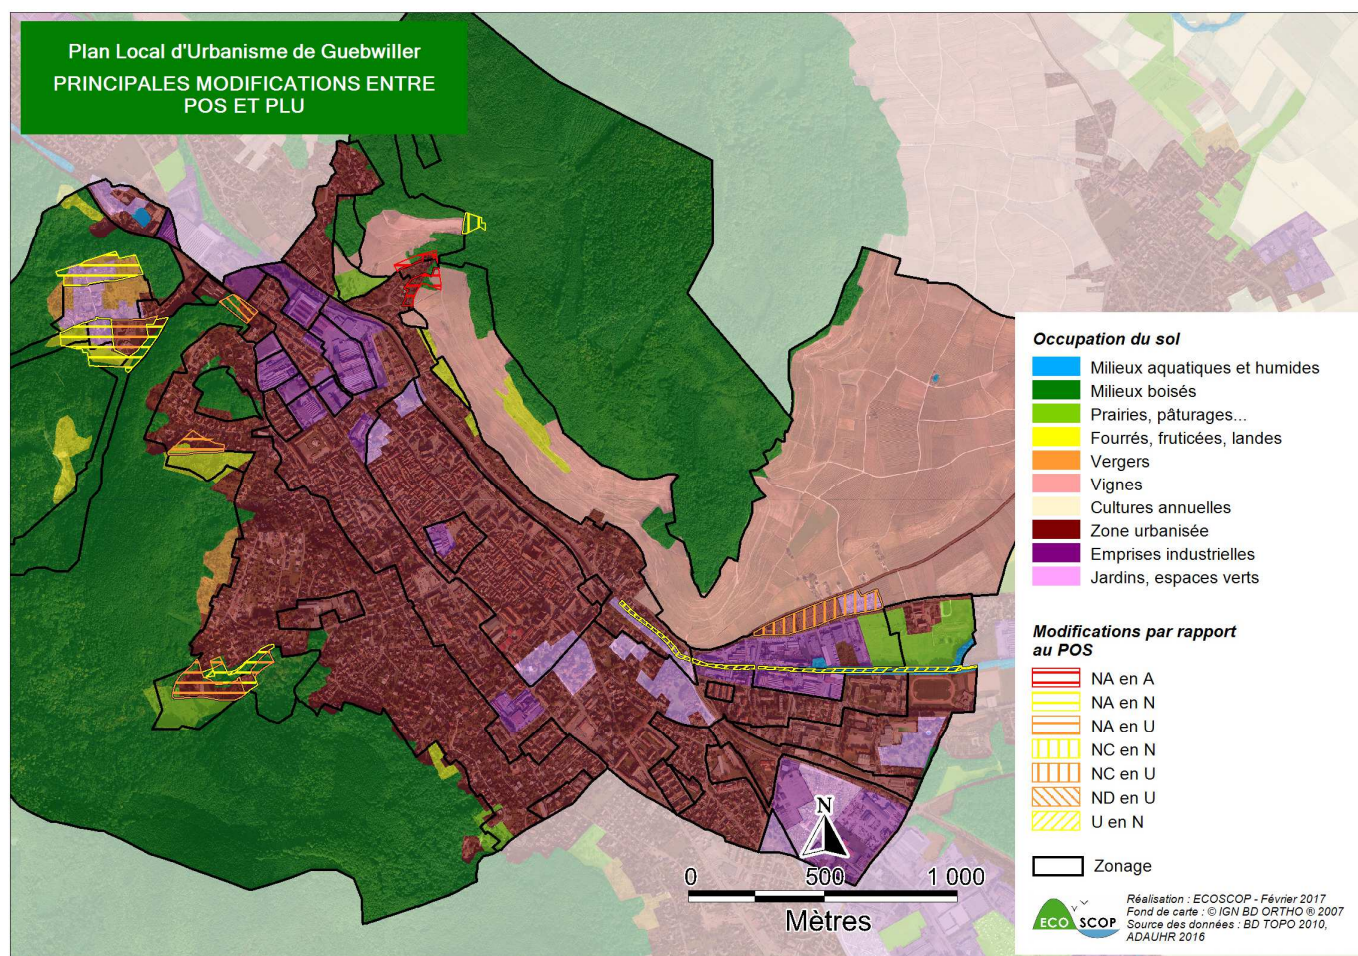 Plan Local d'Urbanisme de Guebwiller
PRINCIPALES MODIFICATIONS ENTRE
POS ET PLU
Occupation du sol
Milieux aquatiques et humides
Milieux boisés
Prairies, pâturages...
Fourrés, fruticées, landes
Vergers
Vignes
Cultures annuelles
Zone urbanisée
Emprises industrielles
Jardins, espaces verts
Modifications par rapport
au POS
NA en A
NA en N
NA en U
NC en N
NC en U
ND en U
U en N
Zonage
N
0 500 1 000
Mètres
ECO SCOP
Réalisation : ECOSCOP - Février 2017
Fond de carte : © IGN BD ORTHO ® 2007
Source des données : BD TOPO 2010,
ADAUHR 2016